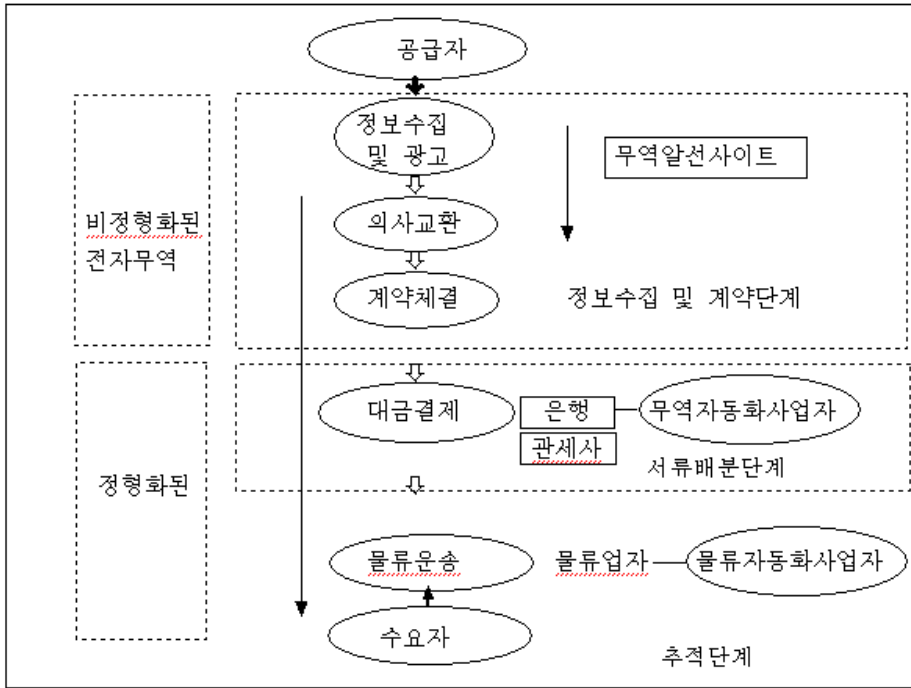 공급자
정보수집
및 광고
무역알선사이트
의사교환
비정형화된
전자무역
계약체결
정보수집 및 계약단계
대금결제
은행
무역자동화사업자
관세사
서류배분단계
정형화된
물류운송
물류업자
물류자동화사업자
수요자
추적단계